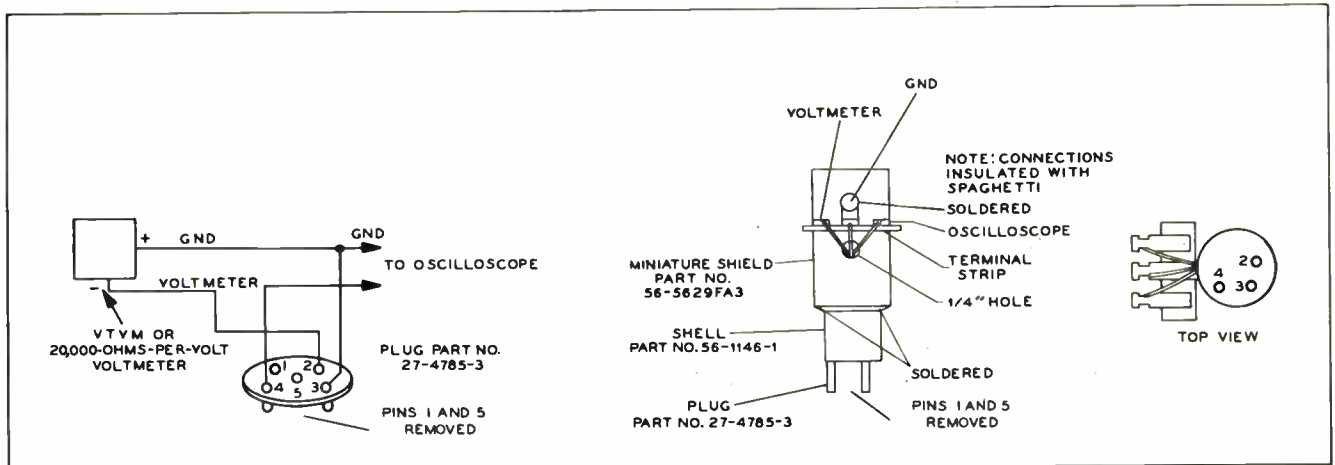 +
GND
GND
TO OSCILLOSCOPE
VOLTMETER
-
VTVM OR
20,000-OHMS-PER-VOLT
VOLTMETER
PLUG PART NO.
27-4785-3
1
2
4
5
3
PINS 1 AND 5
REMOVED
GND
VOLTMETER
NOTE: CONNECTIONS
INSULATED WITH
SPAGHETTI
SOLDERED
OSCILLOSCOPE
TERMINAL
STRIP
MINIATURE SHIELD
PART NO.
56-5629FA3
1/4" HOLE
SHELL
PART NO. 56-1146-1
SOLDERED
PLUG
PART NO. 27-4785-3
PINS 1 AND 5
REMOVED
2
4
3
TOP VIEW